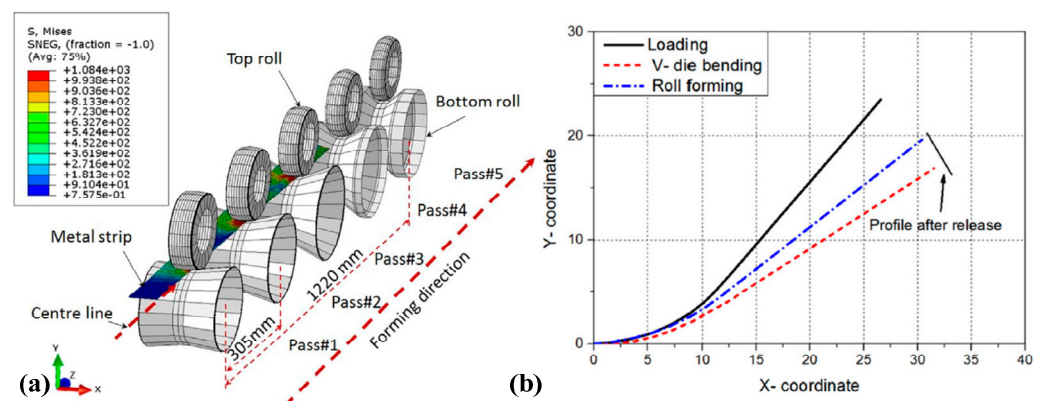 S, Mises
SNEG, (fraction = -1.0)
(Avg: 75%)
+1.084e+03
+9.938e+02
+9.036e+02
+8.133e+02
+7.230e+02
+6.327e+02
+5.424e+02
+4.522e+02
+3.619e+02
+2.716e+02
+1.813e+02
+9.104e+01
+7.575e-01
Top roll
Bottom roll
Metal strip
Centre line
Pass#5
Pass#4
Pass#3
Pass#2
Pass#1
1220 mm
305mm
Forming direction
Y
Z
X
(a)
30
20
10
0
Y- coordinate
Loading
V- die bending
Roll forming
Profile after release
0 5 10 15 20 25 30 35 40
X- coordinate
(b)